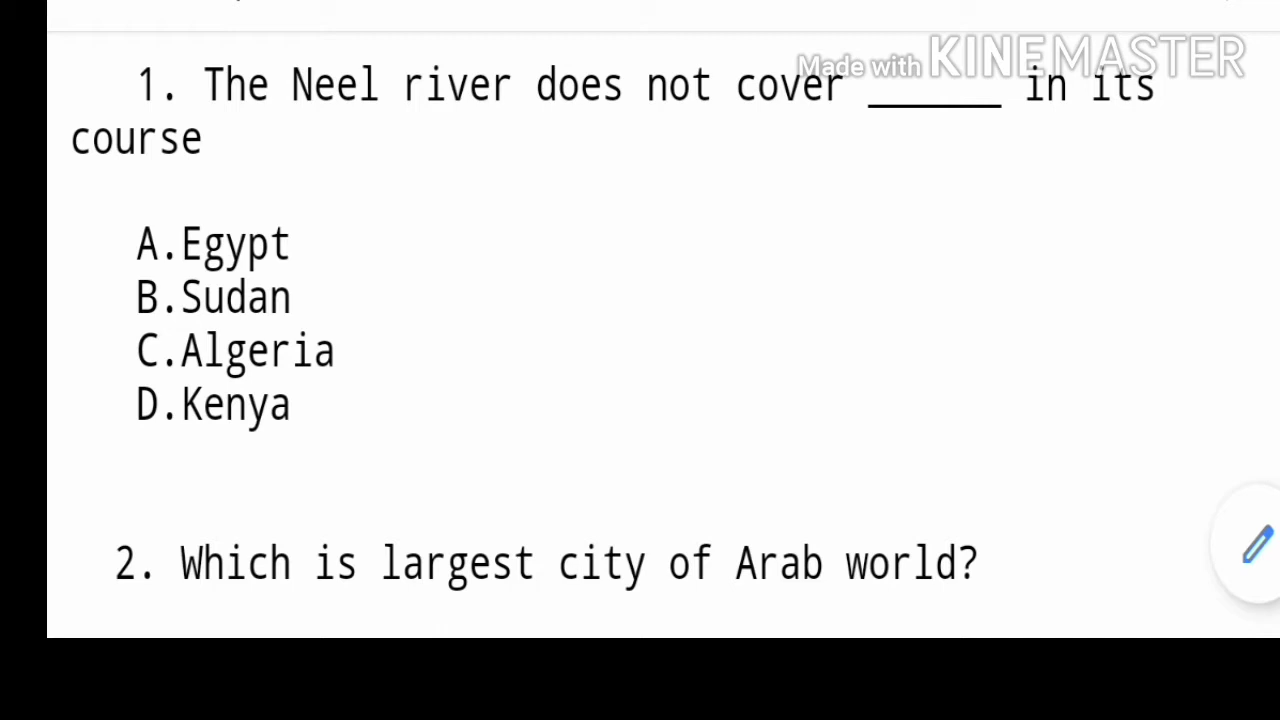 Made with KINEMASTER
1. The Neel river does not cover ______ in its
course
A.Egypt
B.Sudan
C.Algeria
D.Kenya
2. Which is largest city of Arab world?